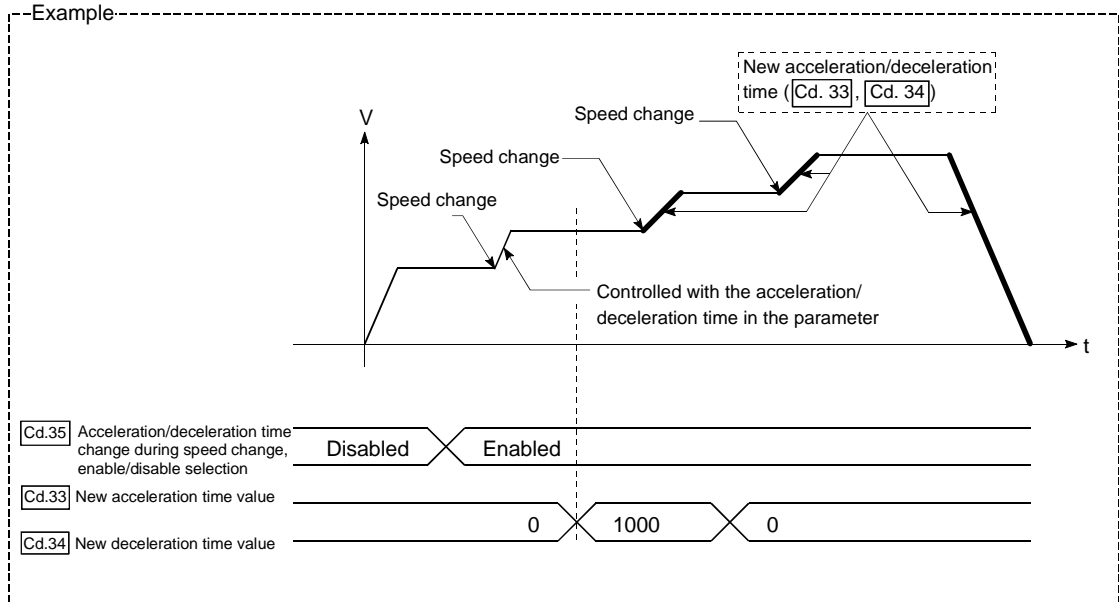 Example
New acceleration/deceleration
time ( Cd. 33 , Cd. 34 )
Speed change
V
Speed change
Speed change
Controlled with the acceleration/
deceleration time in the parameter
t
Cd.35 Acceleration/deceleration time
change during speed change,
enable/disable selection
Disabled Enabled
Cd.33 New acceleration time value
0 1000 0
Cd.34 New deceleration time value